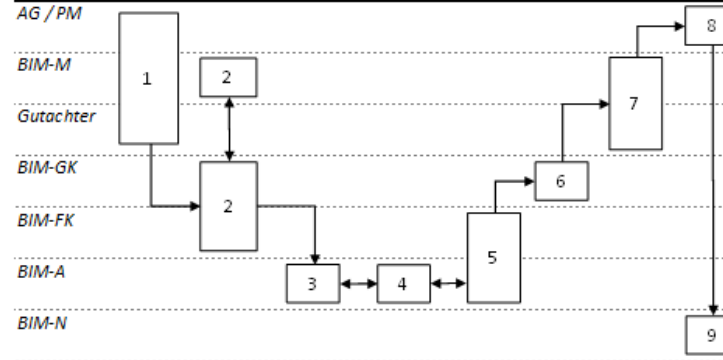 AG / PM
8
BIM-M
1
2
7
Gutachter
BIM-GK
6
2
BIM-FK
5
BIM-A
3
4
BIM-N
9